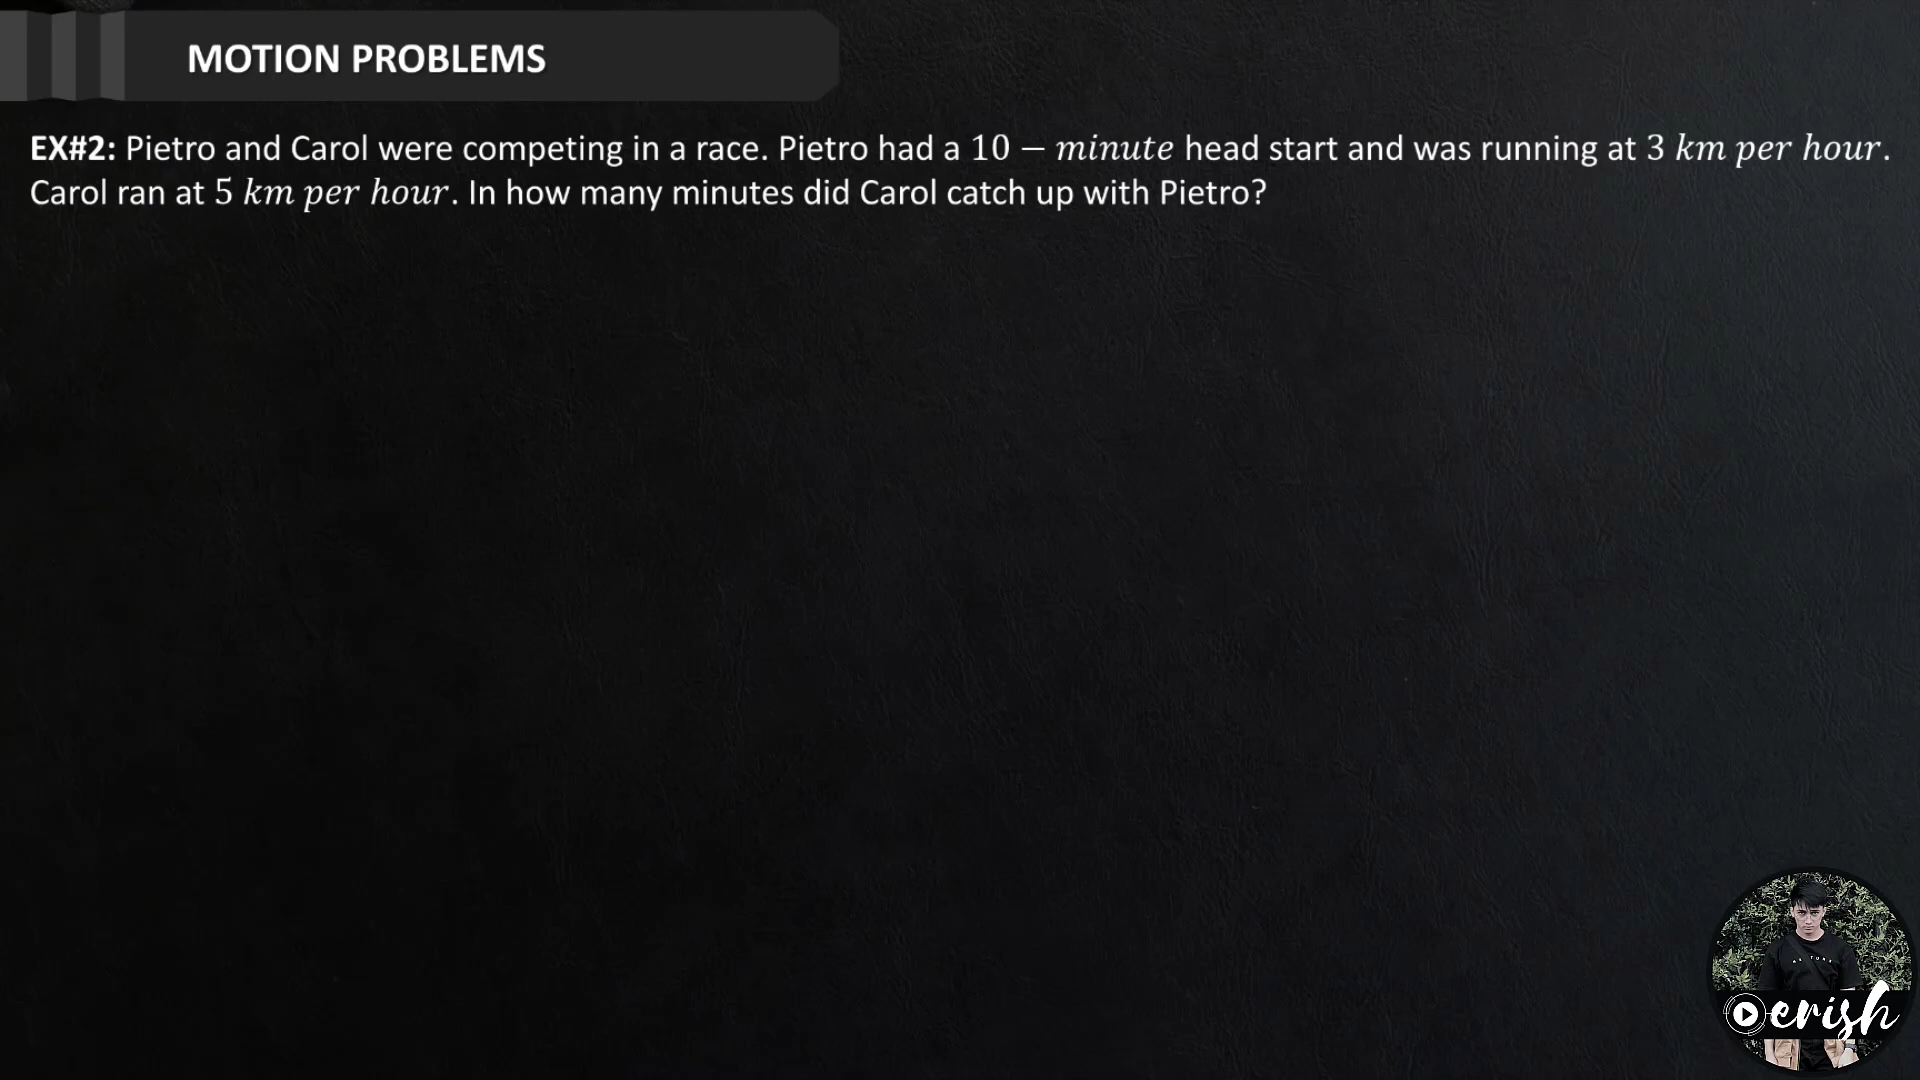 MOTION PROBLEMS
EX#2: Pietro and Carol were competing in a race. Pietro had a 10 − minute head start and was running at 3 km per hour.
Carol ran at 5 km per hour. In how many minutes did Carol catch up with Pietro?
erish